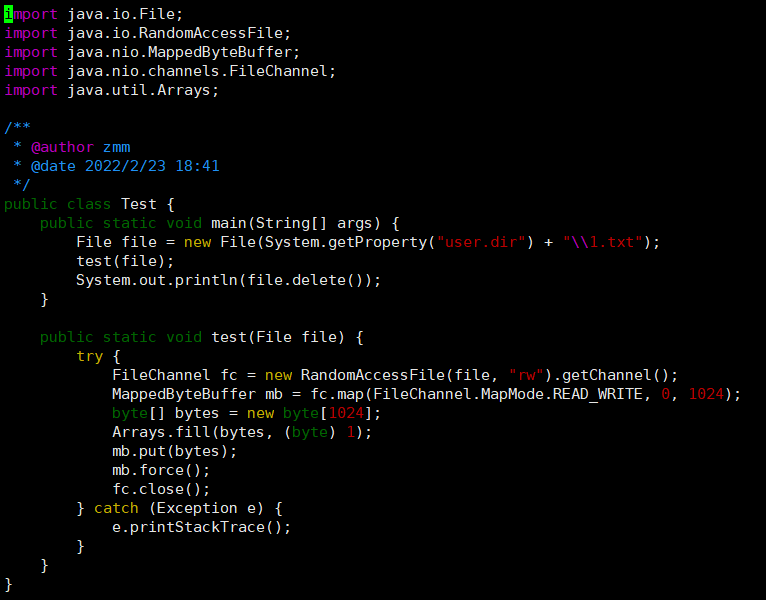 import java.io.File;
import java.io.RandomAccessFile;
import java.nio.MappedByteBuffer;
import java.nio.channels.FileChannel;
import java.util.Arrays;

/**
 * @author zmm
 * @date 2022/2/23 18:41
 */
public class Test {
    public static void main(String[] args) {
        File file = new File(System.getProperty("user.dir") + "\\1.txt");
        test(file);
        System.out.println(file.delete());
    }

    public static void test(File file) {
        try {
            FileChannel fc = new RandomAccessFile(file, "rw").getChannel();
            MappedByteBuffer mb = fc.map(FileChannel.MapMode.READ_WRITE, 0, 1024);
            byte[] bytes = new byte[1024];
            Arrays.fill(bytes, (byte) 1);
            mb.put(bytes);
            mb.force();
            fc.close();
        } catch (Exception e) {
            e.printStackTrace();
        }
    }
}